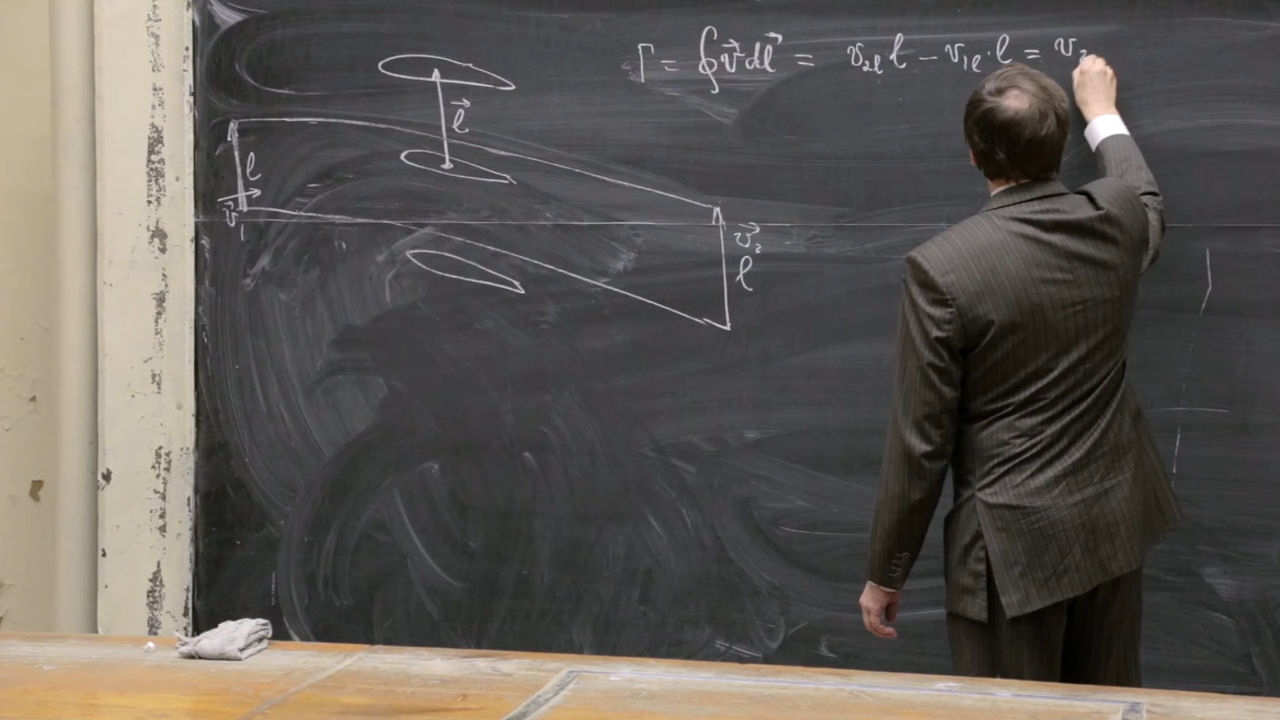 Γ = ∮ v⃗ dl⃗ = v₂ₗ l − v₁ₗ · l = v₂
l⃗
l
v⃗₁
v⃗₂
l